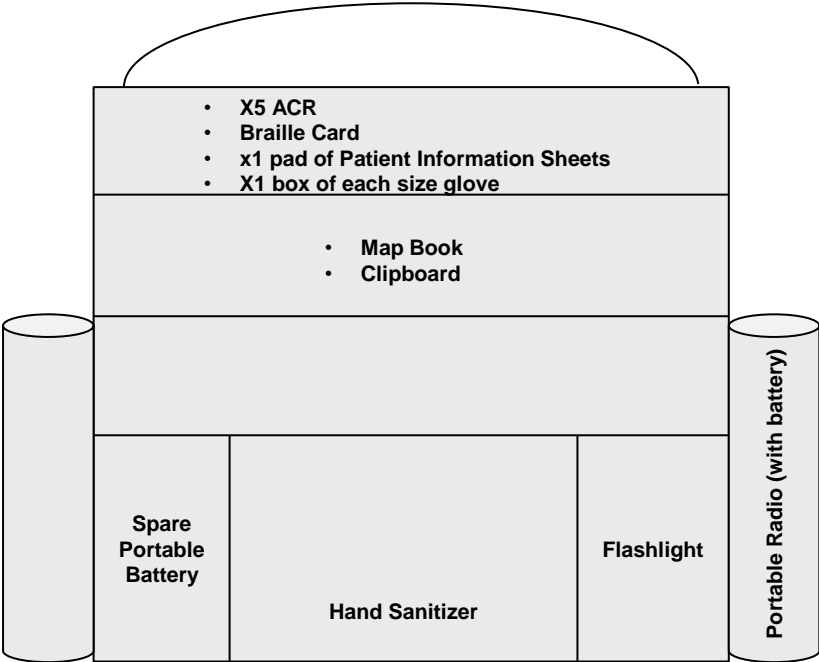 • X5 ACR
• Braille Card
• x1 pad of Patient Information Sheets
• X1 box of each size glove
• Map Book
• Clipboard
Spare
Portable
Battery
Hand Sanitizer
Flashlight
Portable Radio (with battery)